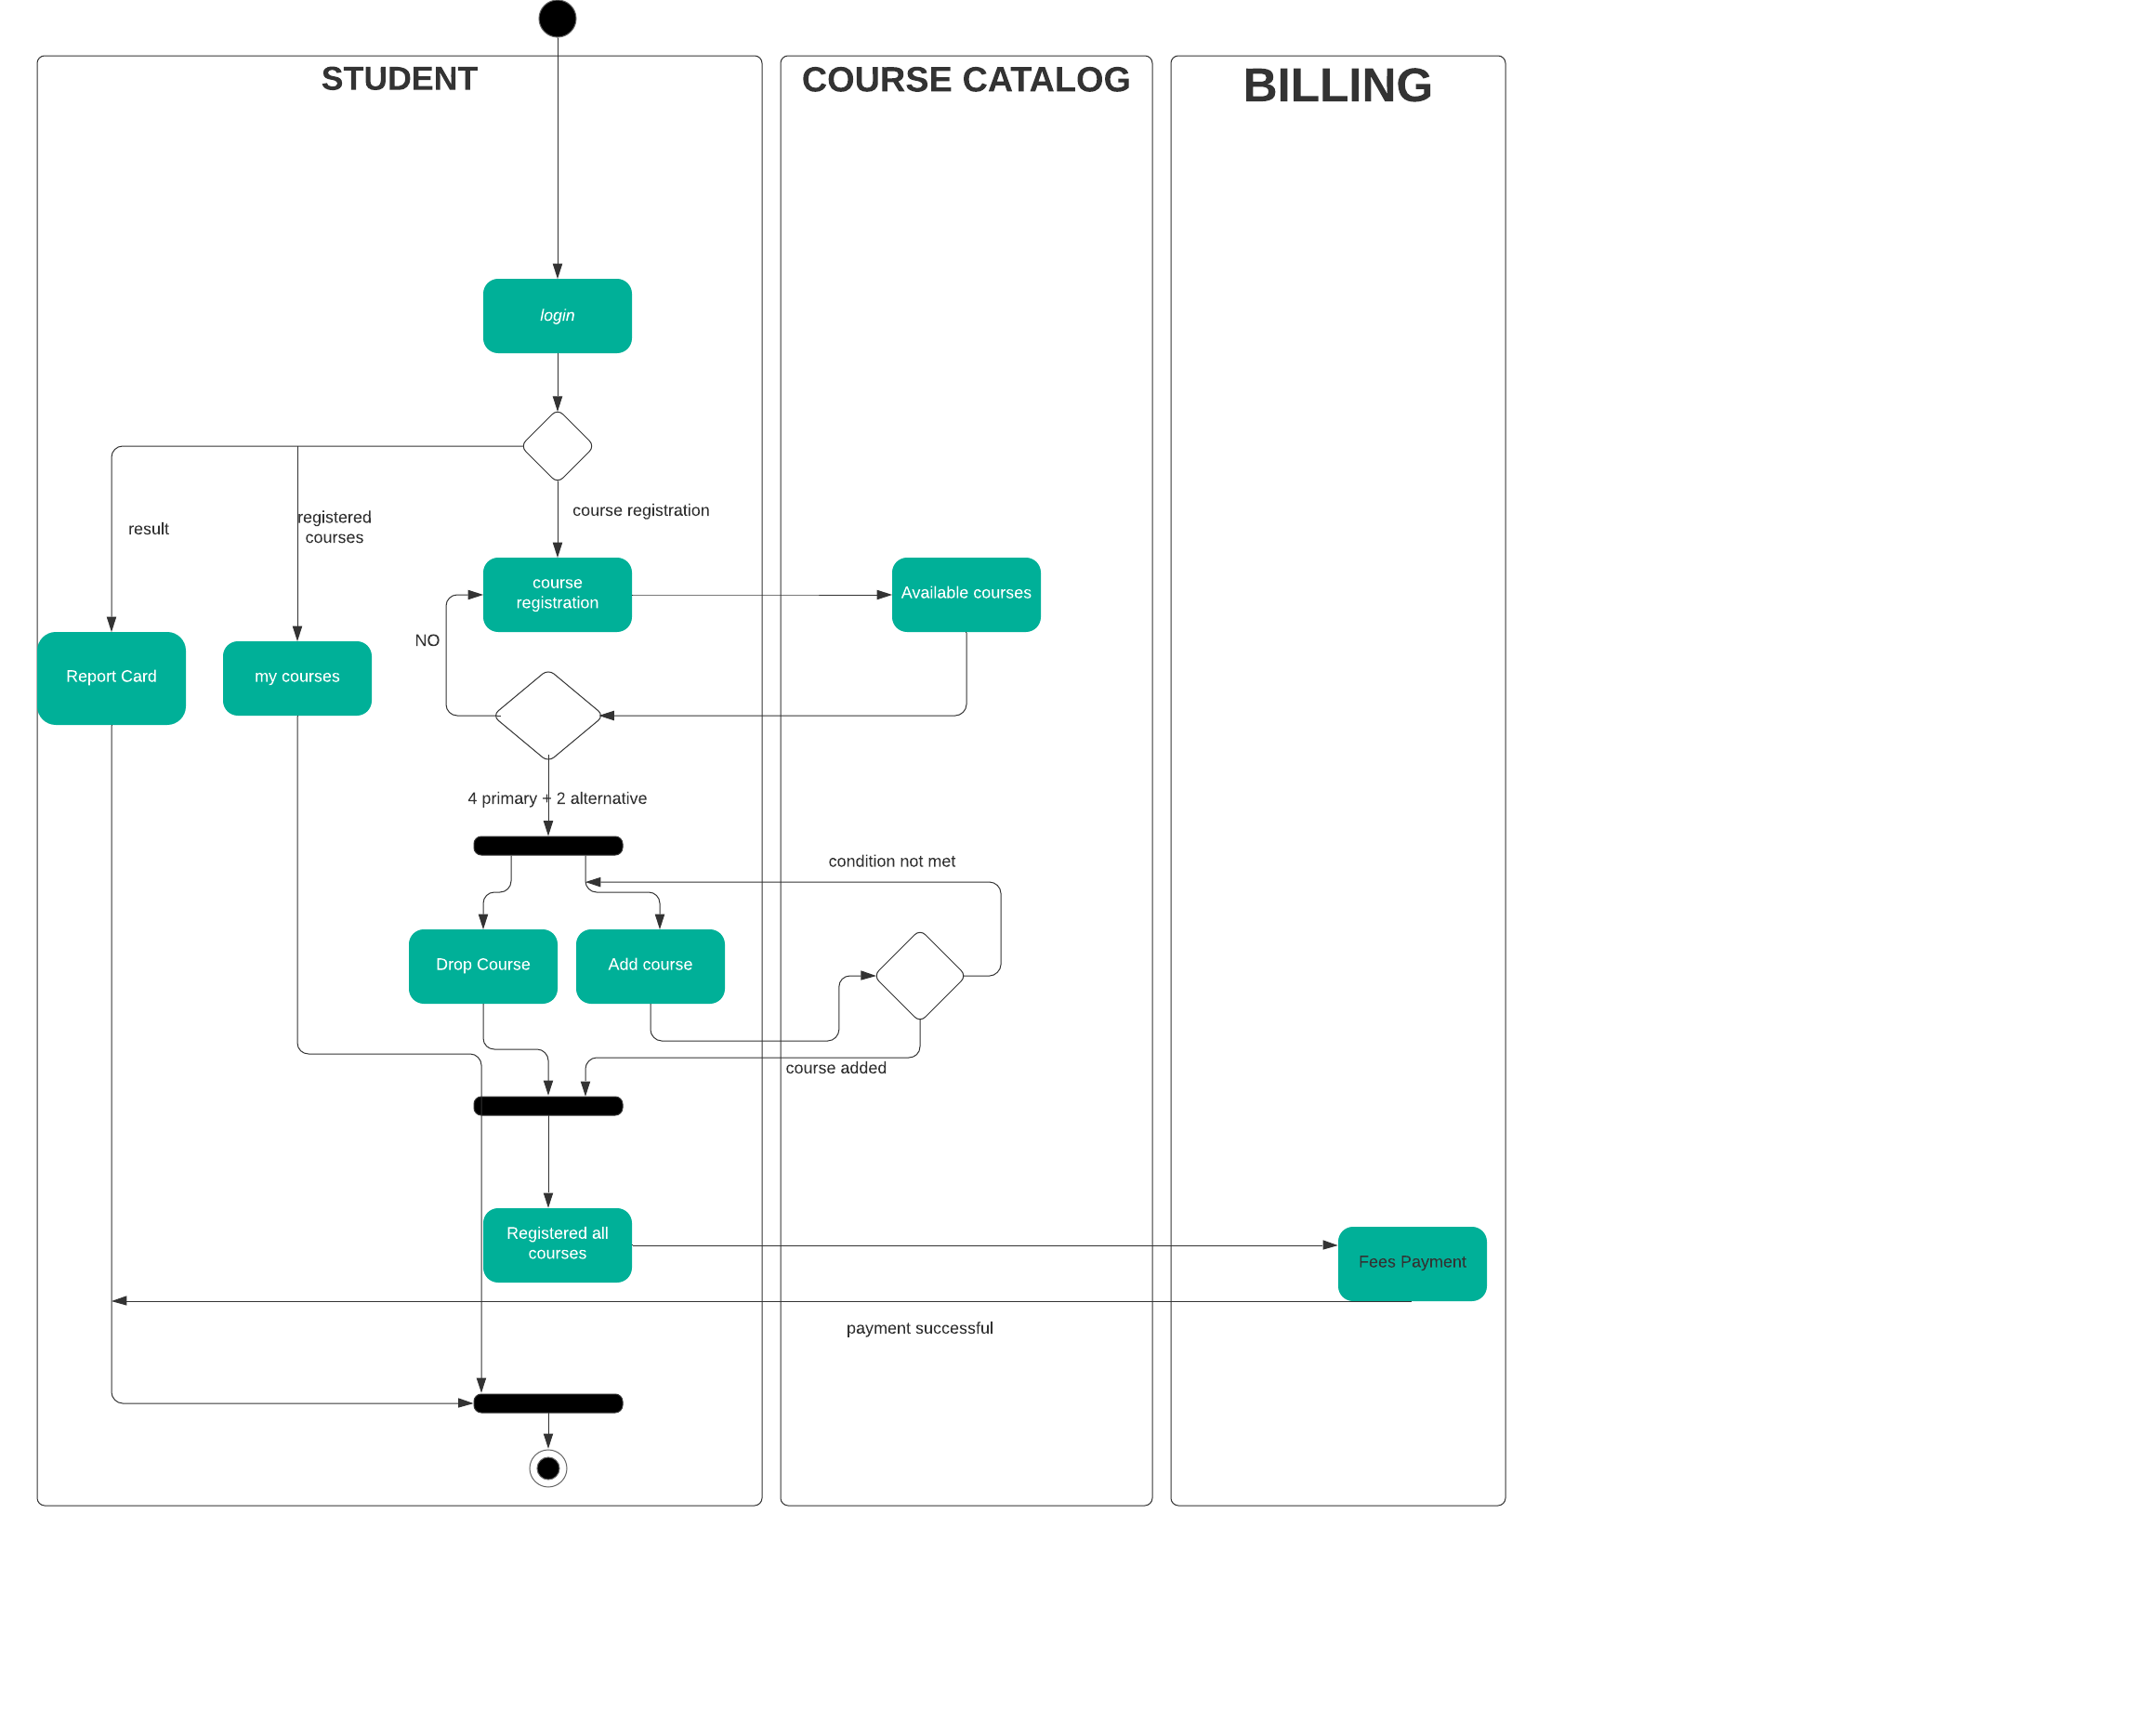 STUDENT
COURSE CATALOG
BILLING
login
course registration
registered
courses
result
course
registration
Available courses
NO
Report Card
my courses
4 primary + 2 alternative
condition not met
Drop Course
Add course
course added
Registered all
courses
Fees Payment
payment successful